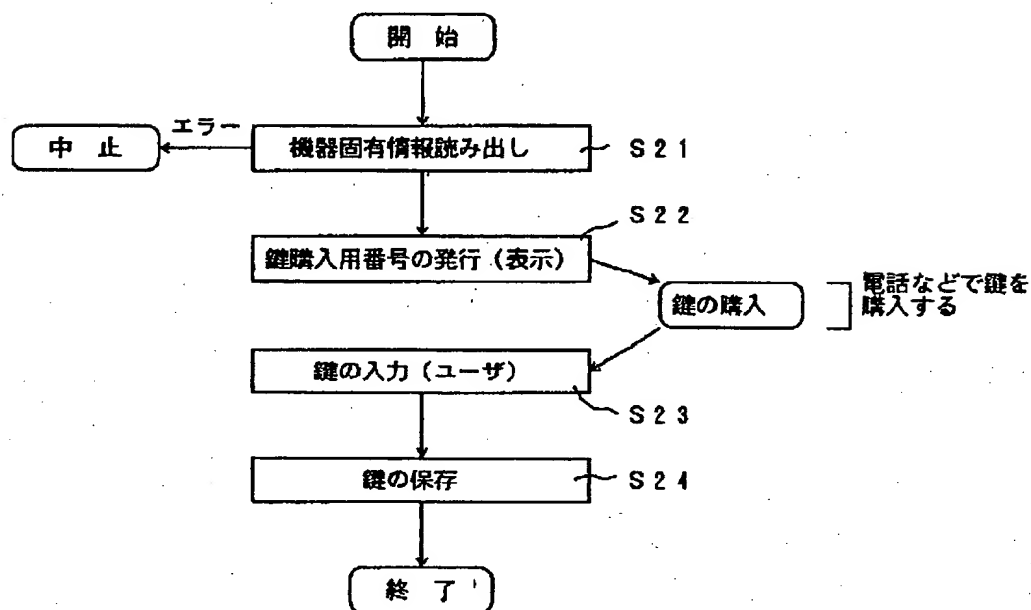 開 始
エラー
中 止
機器固有情報読み出し
S21
S22
鍵購入用番号の発行（表示）
鍵の購入
電話などで鍵を
購入する
鍵の入力（ユーザ）
S23
鍵の保存
S24
終 了